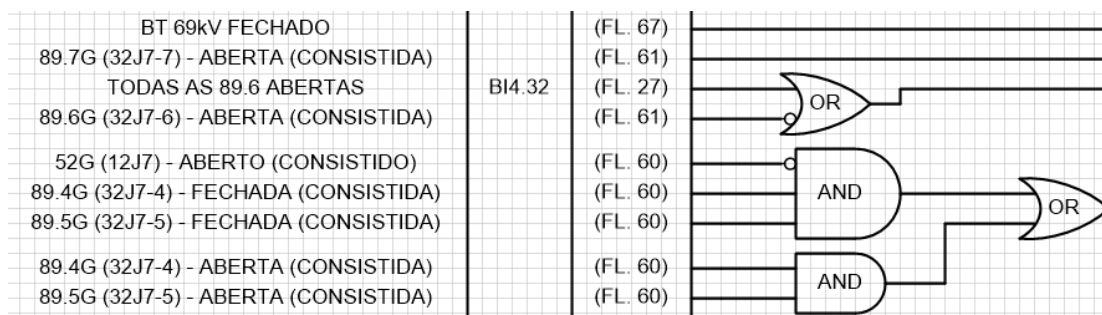 BT 69kV FECHADO (FL. 67)
89.7G (32J7-7) - ABERTA (CONSISTIDA) (FL. 61)
TODAS AS 89.6 ABERTAS BI4.32 (FL. 27)
OR
89.6G (32J7-6) - ABERTA (CONSISTIDA) (FL. 61)
52G (12J7) - ABERTO (CONSISTIDO) (FL. 60)
89.4G (32J7-4) - FECHADA (CONSISTIDA) (FL. 60) AND
OR
89.5G (32J7-5) - FECHADA (CONSISTIDA) (FL. 60)
89.4G (32J7-4) - ABERTA (CONSISTIDA) (FL. 60)
AND
89.5G (32J7-5) - ABERTA (CONSISTIDA) (FL. 60)